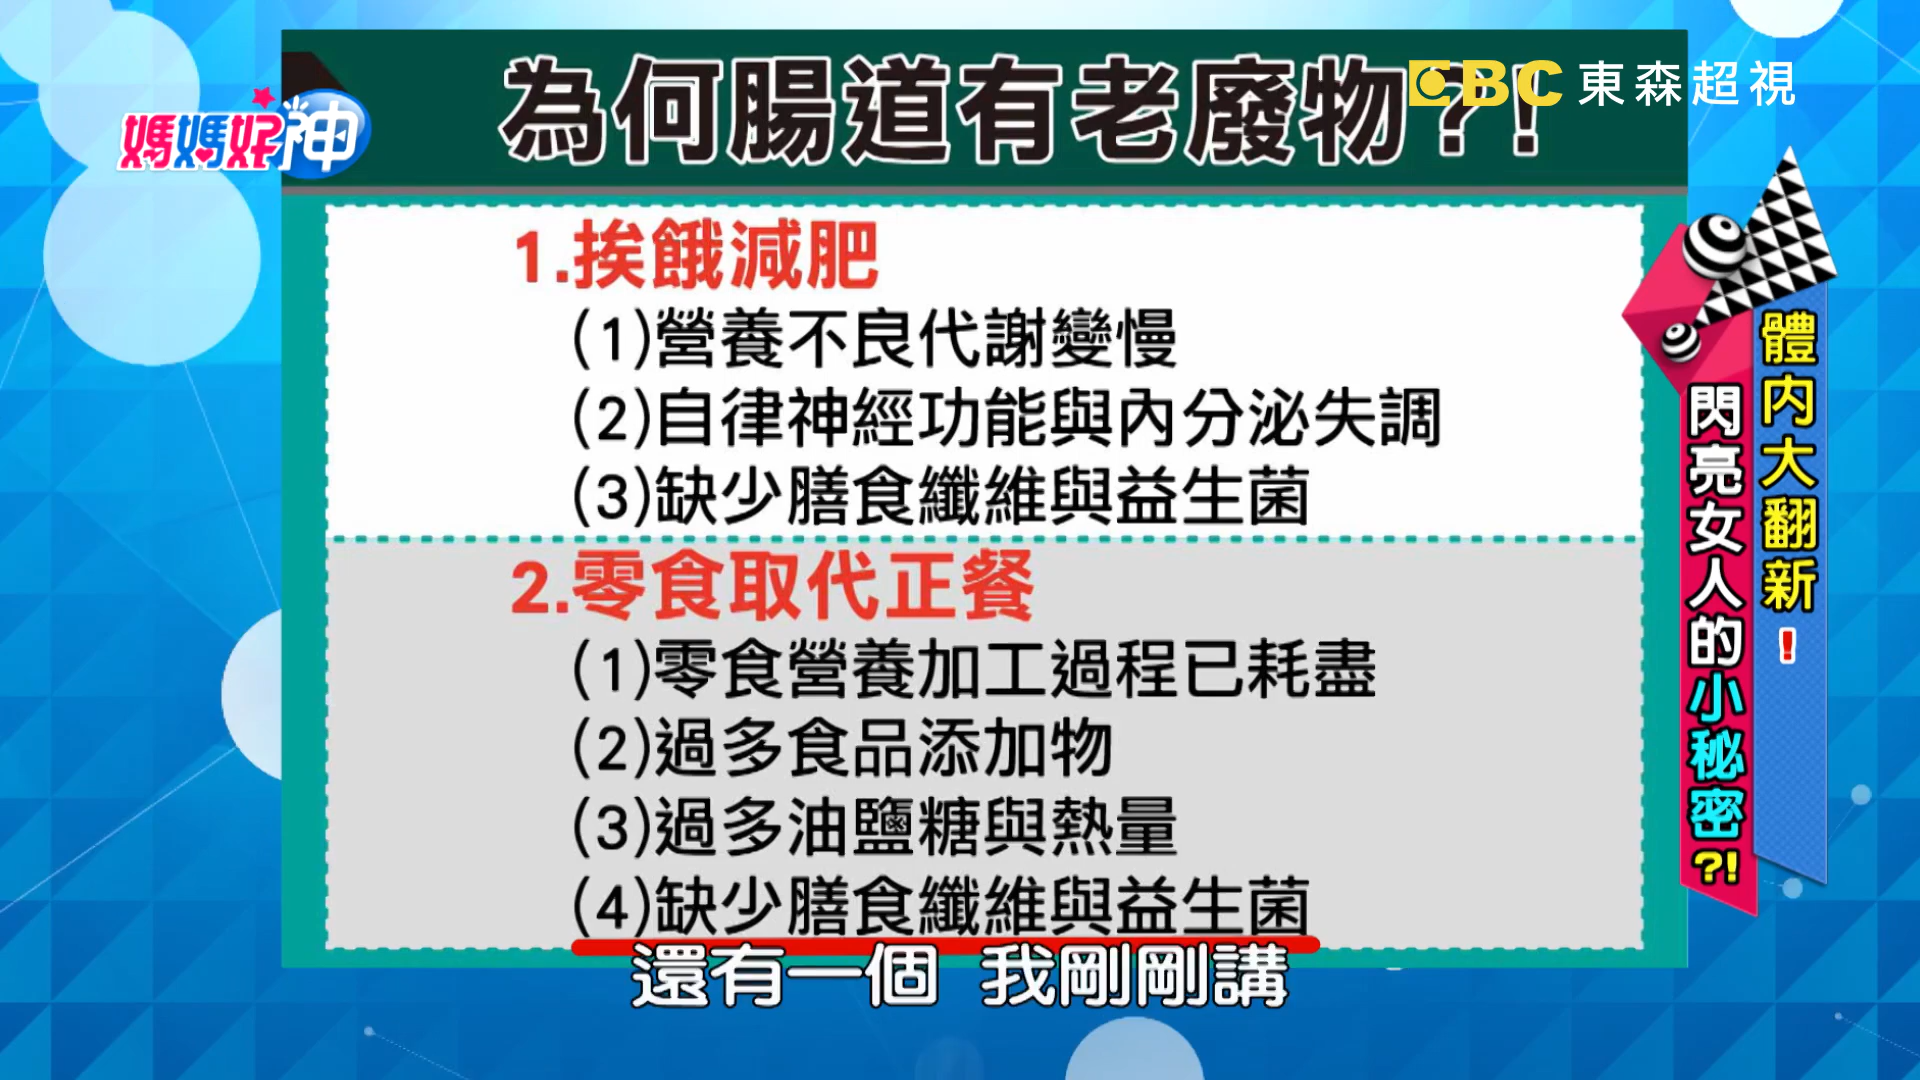 為何腸道有老廢物?!
EBC 東森超視
媽媽好神
1.挨餓減肥
(1)營養不良代謝變慢
(2)自律神經功能與內分泌失調
(3)缺少膳食纖維與益生菌
2.零食取代正餐
(1)零食營養加工過程已耗盡
(2)過多食品添加物
(3)過多油鹽糖與熱量
(4)缺少膳食纖維與益生菌
體內大翻新!
閃亮女人的小秘密?!
還有一個 我剛剛講